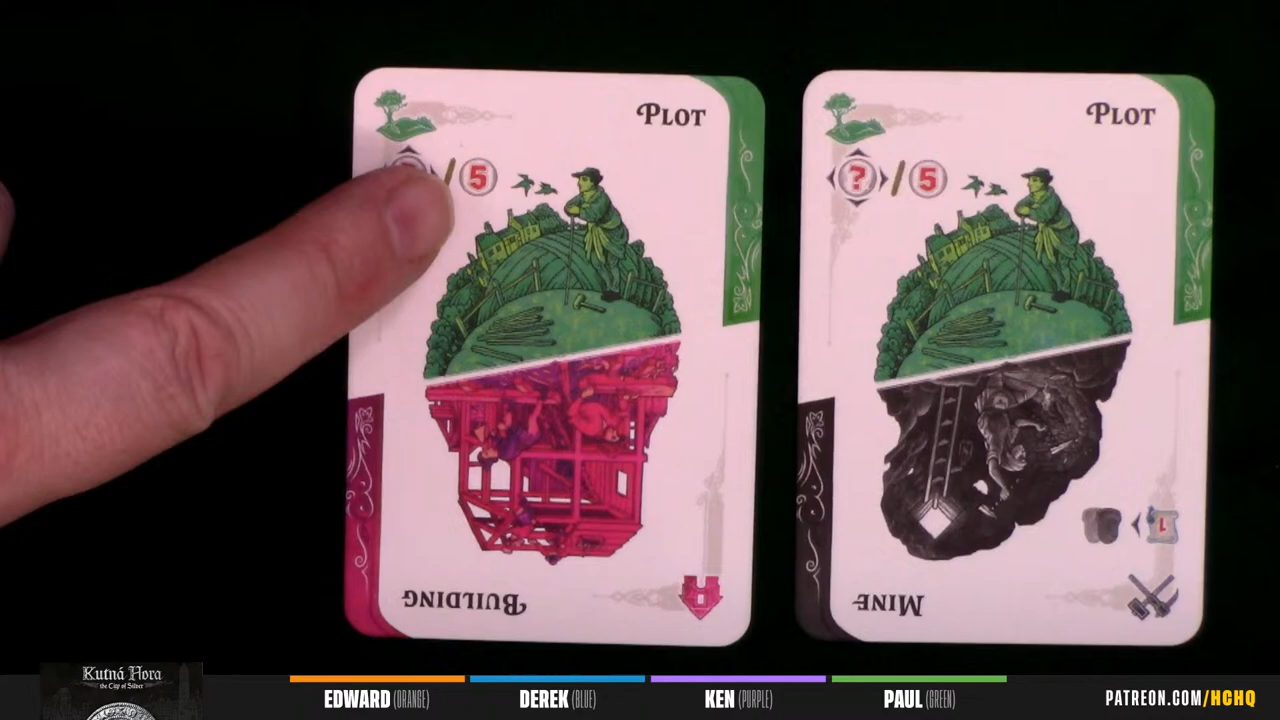 PLOT
/ 5
BUILDING
PLOT
? / 5
1
MINE
Kutná Hora
the City of Silver
EDWARD (ORANGE)
DEREK (BLUE)
KEN (PURPLE)
PAUL (GREEN)
PATREON.COM/HCHQ